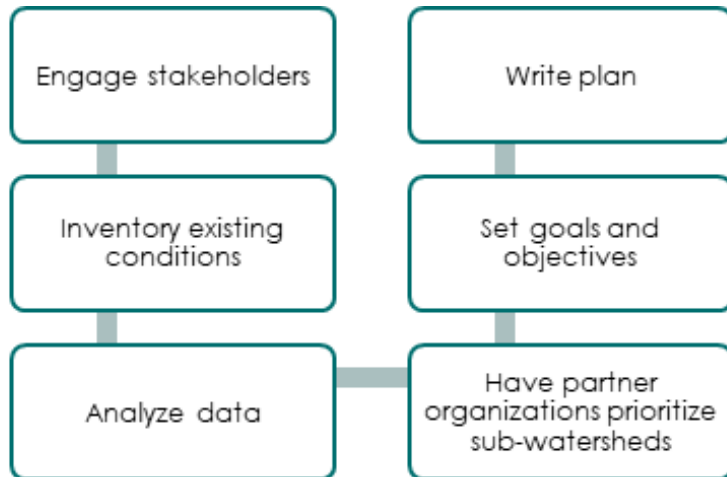 Engage stakeholders
Inventory existing
conditions
Analyze data
Have partner
organizations prioritize
sub-watersheds
Set goals and
objectives
Write plan